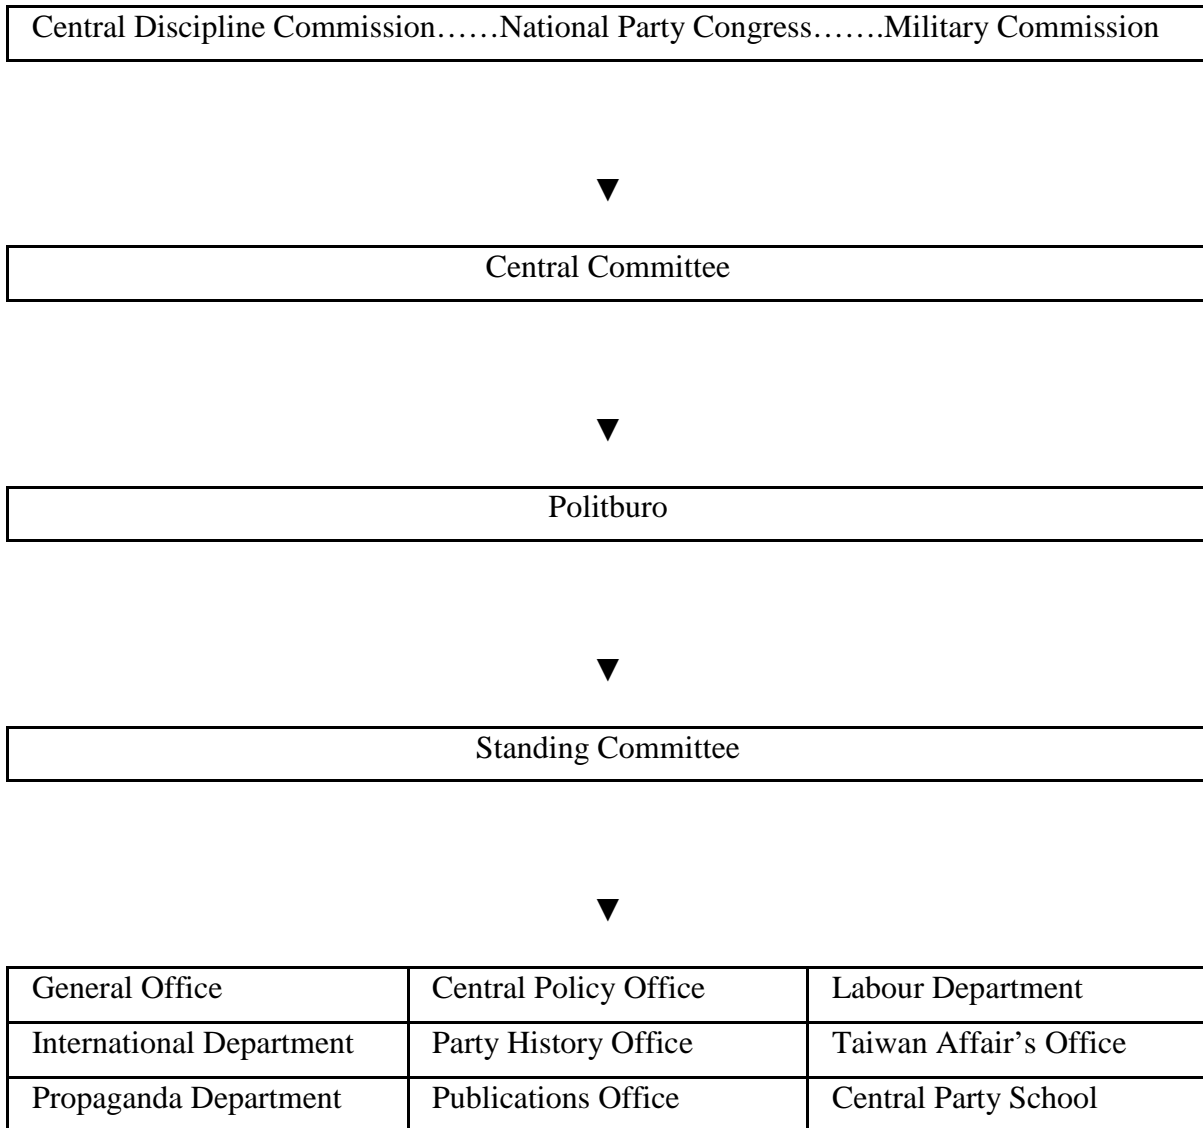 Central Discipline Commission……National Party Congress…….Military Commission
▼
Central Committee
▼
Politburo
▼
Standing Committee
▼
General Office Central Policy Office Labour Department
International Department Party History Office Taiwan Affair’s Office
Propaganda Department Publications Office Central Party School